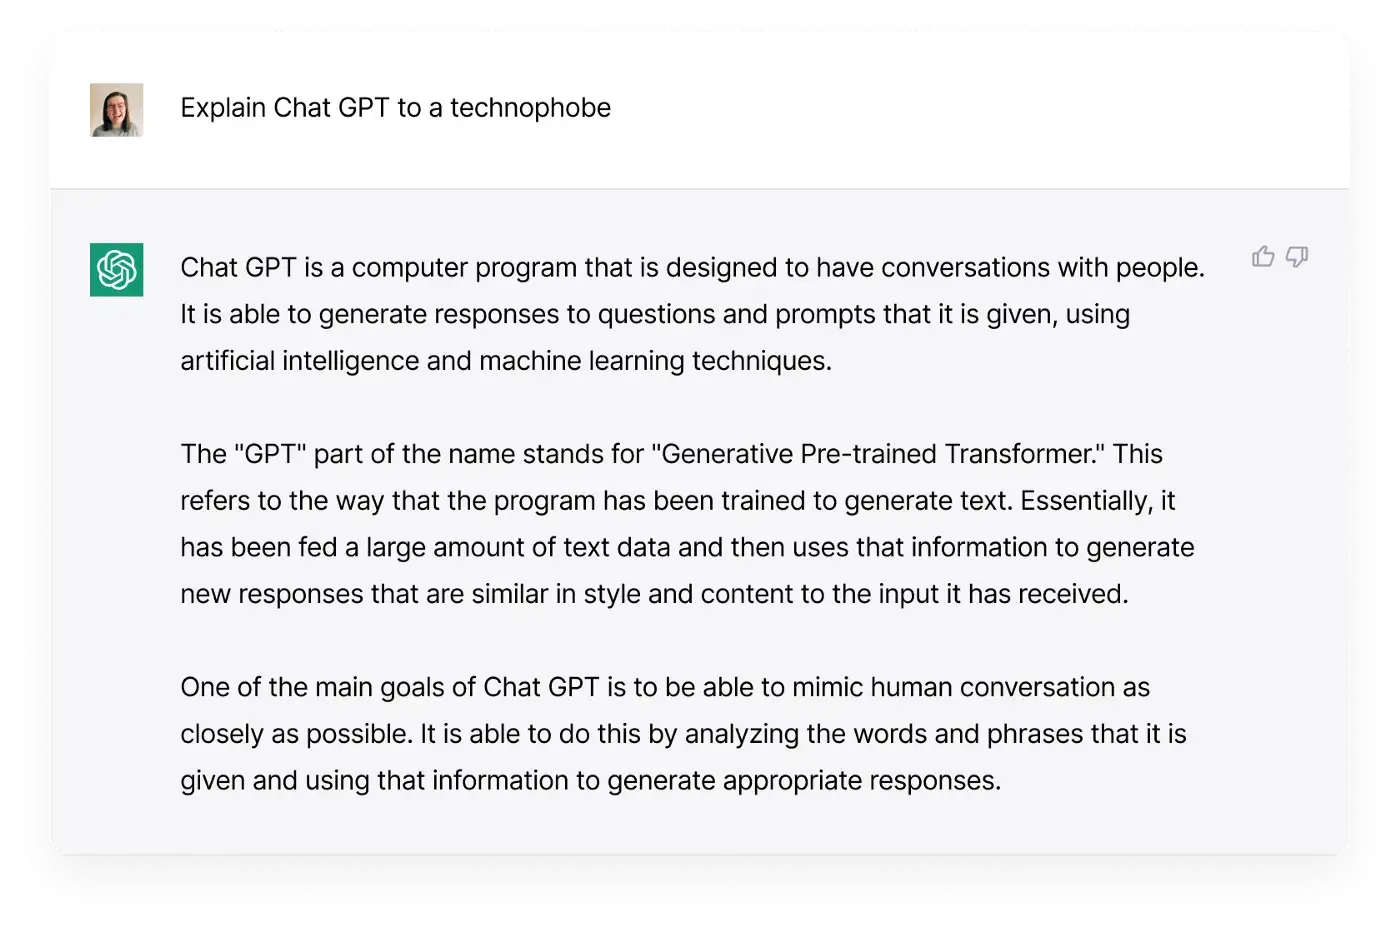 Explain Chat GPT to a technophobe
Chat GPT is a computer program that is designed to have conversations with people.
It is able to generate responses to questions and prompts that it is given, using
artificial intelligence and machine learning techniques.
The "GPT" part of the name stands for "Generative Pre-trained Transformer." This
refers to the way that the program has been trained to generate text. Essentially, it
has been fed a large amount of text data and then uses that information to generate
new responses that are similar in style and content to the input it has received.
One of the main goals of Chat GPT is to be able to mimic human conversation as
closely as possible. It is able to do this by analyzing the words and phrases that it is
given and using that information to generate appropriate responses.